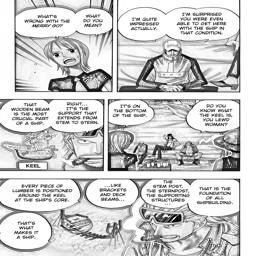 I'M SURPRISED
YOU WERE EVEN
ABLE TO GET HERE
WITH THE SHIP IN
THAT CONDITION.
I'M QUITE
IMPRESSED
ACTUALLY.
WHAT DO
YOU MEAN?
WHAT'S
WRONG WITH
THE MERRY GO?
DO YOU KNOW
WHAT THE
KEEL IS, YOU
LEWD
WOMAN?
IT'S ON THE
BOTTOM OF
THE SHIP.
RIGHT...
IT'S THE
SUPPORT THAT
EXTENDS FROM
STEM TO STERN.
THAT
WOODEN BEAM
IS THE MOST
CRUCIAL PART
OF A SHIP.
KEEL
THAT IS THE
FOUNDATION
OF ALL
SHIPBUILDING.
THE
STEM POST,
THE STERNPOST,
THE SUPPORTING
STRUCTURES
...LIKE
BRACKETS
AND DECK
BEAMS...
EVERY PIECE OF
LUMBER IS POSITIONED
AROUND THE KEEL
AT THE SHIP'S CORE.
THAT'S
WHAT
MAKES IT
A SHIP.